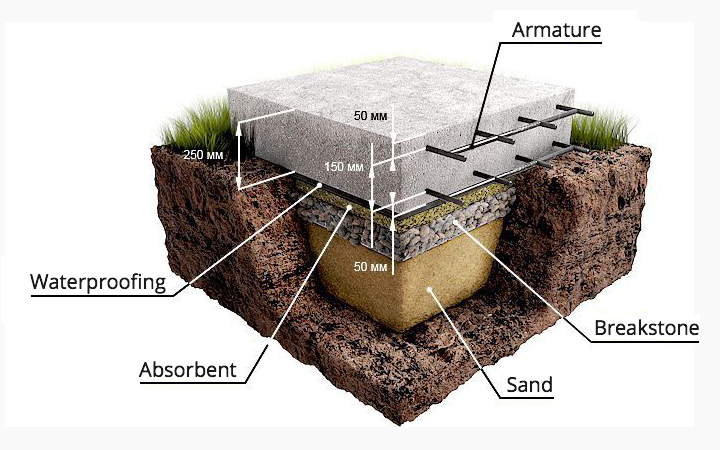 Armature
50 мм
250 мм
150 мм
50 мм
Waterproofing
Breakstone
Absorbent
Sand